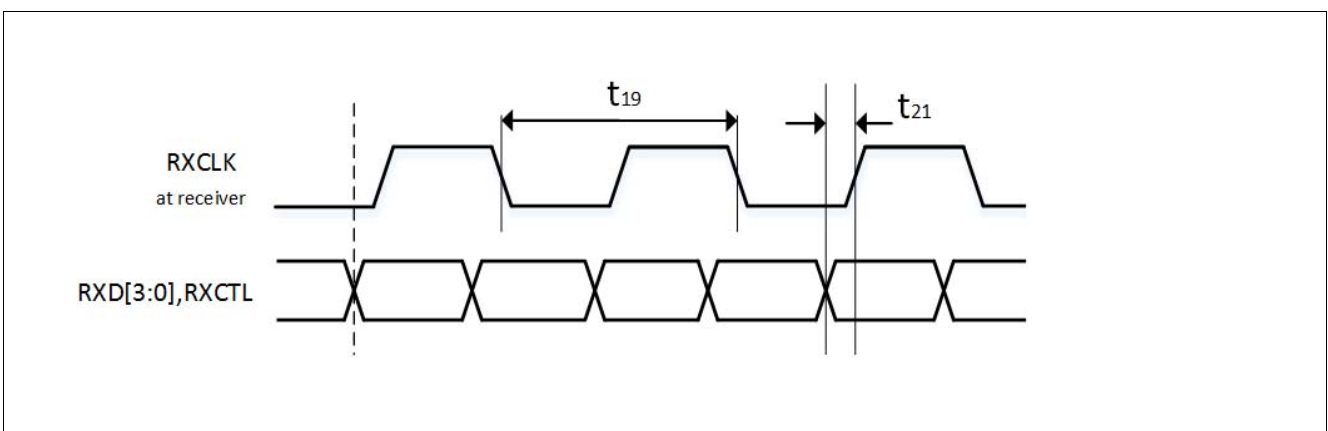 t19
t21
RXCLK
at receiver
RXD[3:0],RXCTL